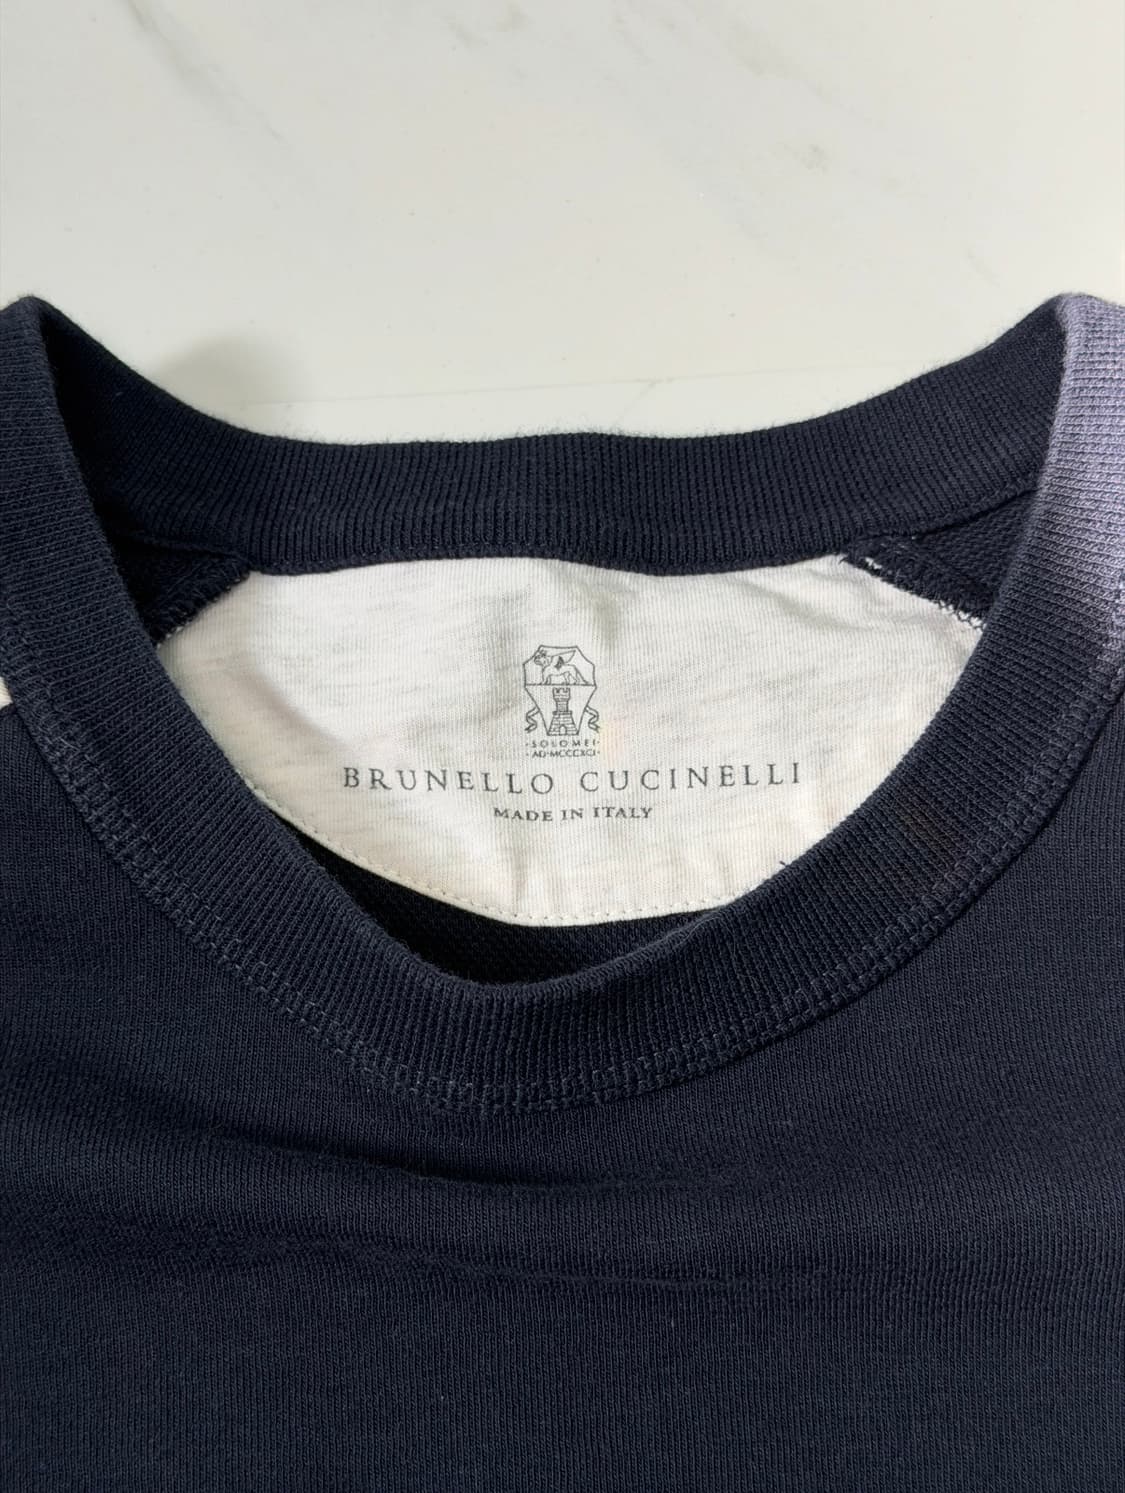 ·SOLOMEI·
·AD·MCCCXCI·
BRUNELLO CUCINELLI
MADE IN ITALY